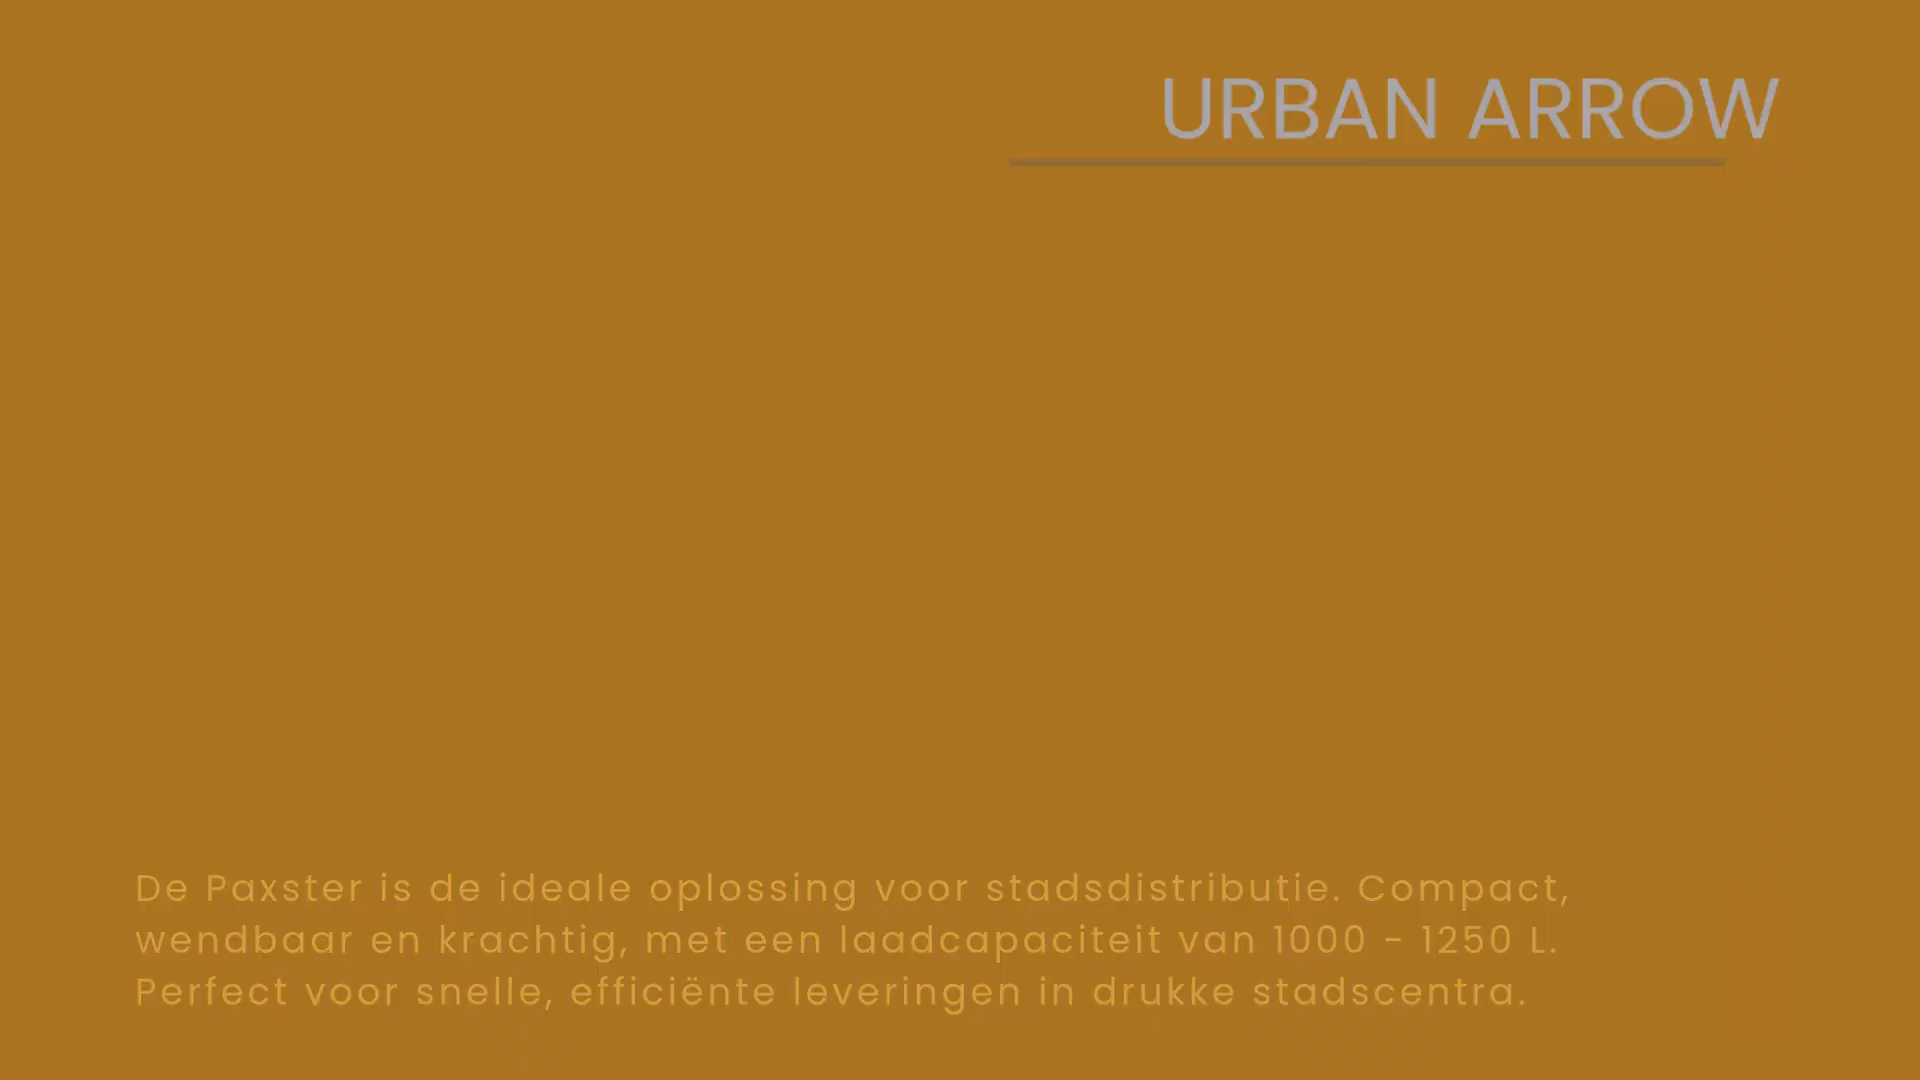 URBAN ARROW
De Paxster is de ideale oplossing voor stadsdistributie. Compact,
wendbaar en krachtig, met een laadcapaciteit van 1000 - 1250 L.
Perfect voor snelle, efficiënte leveringen in drukke stadscentra.